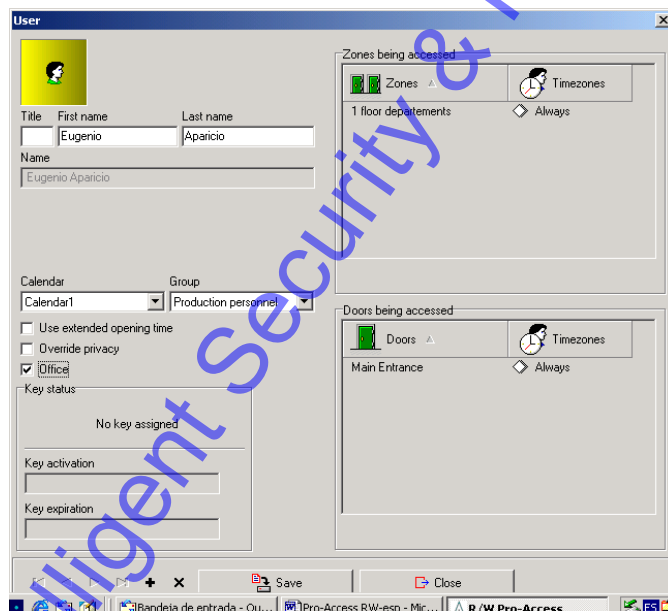 User
Title First name Last name
Eugenio Aparicio
Name
Eugenio Aparicio
Calendar Group
Calendar1 Production personnel
Use extended opening time
Override privacy
Office
Key status
No key assigned
Key activation
Key expiration
Zones being accessed
Zones Timezones
1 floor departements Always
Doors being accessed
Doors Timezones
Main Entrance Always
Save Close
Bandeja de entrada - Ou... Pro-Access RW-esp - Mic... R/W Pro-Access ES
lligent Security &